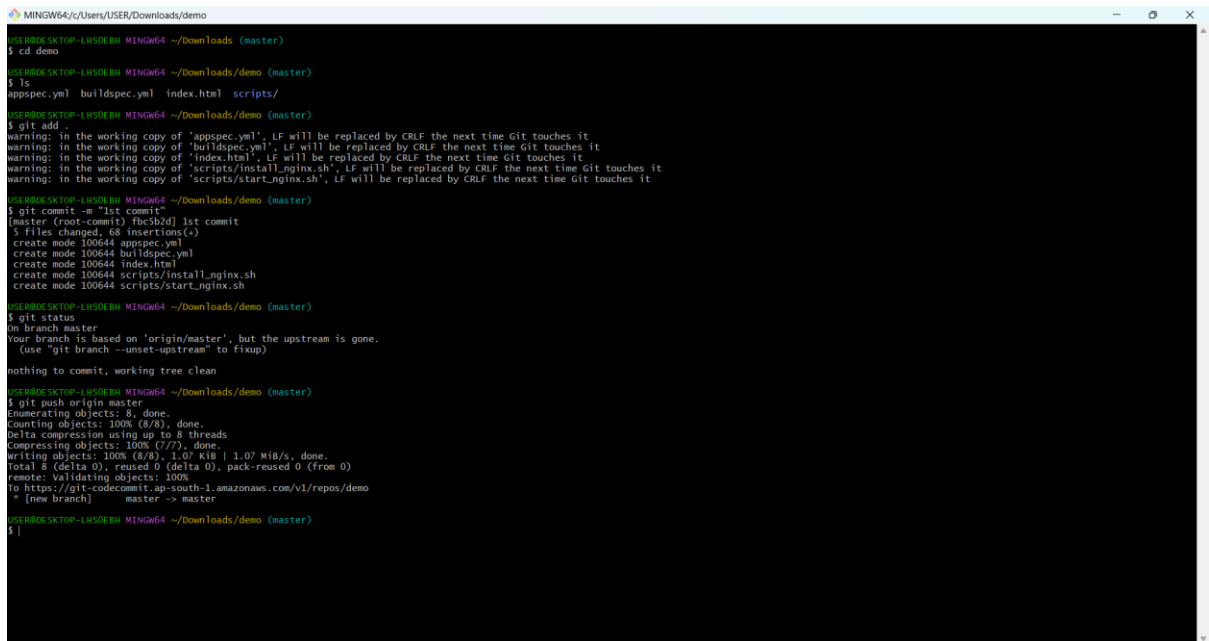 MINGW64:/c/Users/USER/Downloads/demo
USER@DESKTOP-LHSOEBH MINGW64 ~/Downloads (master)
$ cd demo
USER@DESKTOP-LHSOEBH MINGW64 ~/Downloads/demo (master)
$ ls
appspec.yml buildspec.yml index.html scripts/
USER@DESKTOP-LHSOEBH MINGW64 ~/Downloads/demo (master)
$ git add .
warning: in the working copy of 'appspec.yml', LF will be replaced by CRLF the next time Git touches it
warning: in the working copy of 'buildspec.yml', LF will be replaced by CRLF the next time Git touches it
warning: in the working copy of 'index.html', LF will be replaced by CRLF the next time Git touches it
warning: in the working copy of 'scripts/install_nginx.sh', LF will be replaced by CRLF the next time Git touches it
warning: in the working copy of 'scripts/start_nginx.sh', LF will be replaced by CRLF the next time Git touches it
USER@DESKTOP-LHSOEBH MINGW64 ~/Downloads/demo (master)
$ git commit -m "1st commit"
[master (root-commit) fbc5b2d] 1st commit
5 files changed, 68 insertions(+)
create mode 100644 appspec.yml
create mode 100644 buildspec.yml
create mode 100644 index.html
create mode 100644 scripts/install_nginx.sh
create mode 100644 scripts/start_nginx.sh
USER@DESKTOP-LHSOEBH MINGW64 ~/Downloads/demo (master)
$ git status
On branch master
Your branch is based on 'origin/master', but the upstream is gone.
(use "git branch --unset-upstream" to fixup)
nothing to commit, working tree clean
USER@DESKTOP-LHSOEBH MINGW64 ~/Downloads/demo (master)
$ git push origin master
Enumerating objects: 8, done.
Counting objects: 100% (8/8), done.
Delta compression using up to 8 threads
Compressing objects: 100% (7/7), done.
Writing objects: 100% (8/8), 1.07 KiB | 1.07 MiB/s, done.
Total 8 (delta 0), reused 0 (delta 0), pack-reused 0 (from 0)
remote: Validating objects: 100%
To https://git-codecommit.ap-south-1.amazonaws.com/v1/repos/demo
* [new branch] master -> master
USER@DESKTOP-LHSOEBH MINGW64 ~/Downloads/demo (master)
$